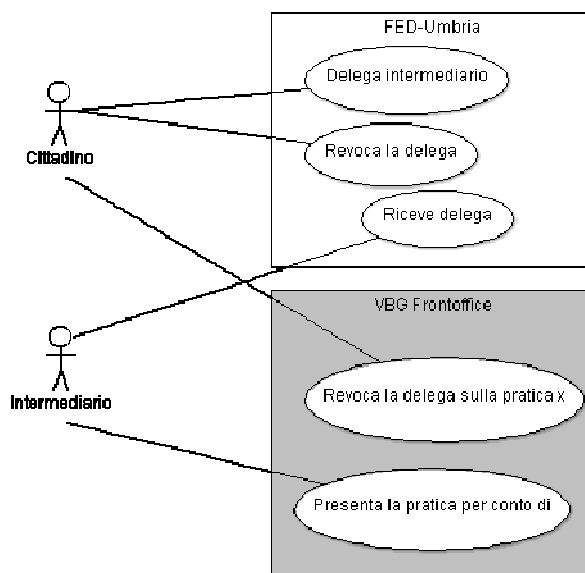 FED-Umbria
Delega intermediario
Revoca la delega
Cittadino
Riceve delega
VBG Frontoffice
Intermediario
Revoca la delega sulla pratica x
Presenta la pratica per conto di